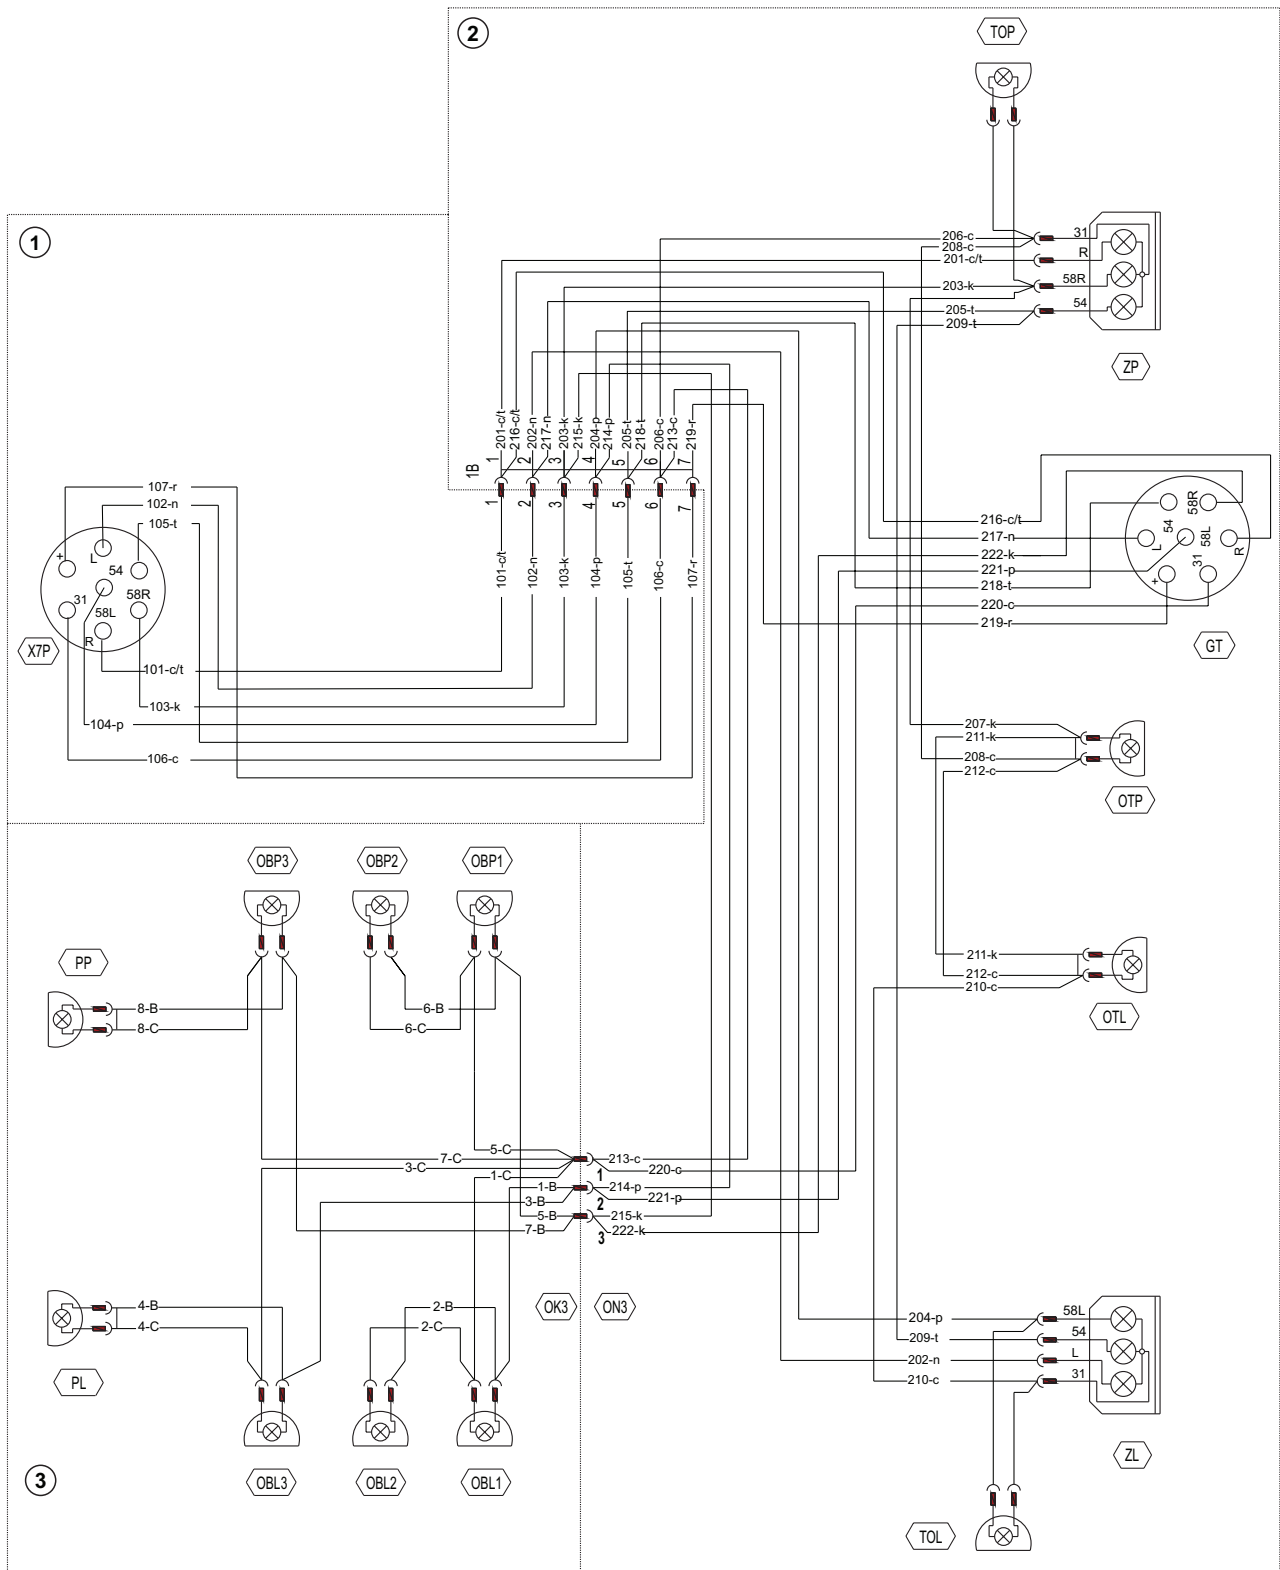 2
TOP
1
206-c
208-c
201-c/t
203-k
205-t
209-t
31
R
58R
54
ZP
201-c/t
216-c/t
202-n
217-n
203-k
215-k
204-p
214-p
205-t
218-t
206-c
213-c
219-r
1B
1 2 3 4 5 6 7
1 2 3 4 5 6 7
101-c/t
102-n
103-k
104-p
105-t
106-c
107-r
107-r
102-n
105-t
+
L
54
31
58R
58L
R
X7P
101-c/t
103-k
104-p
106-c
216-c/t
217-n
222-k
221-p
218-t
220-c
219-r
58R
54
L
58L
R
31
+
GT
207-k
211-k
208-c
212-c
OTP
211-k
212-c
210-c
OTL
OBP3
OBP2
OBP1
PP
8-B
8-C
6-B
6-C
5-C
7-C
3-C
1-C
1-B
3-B
5-B
7-B
213-c
1
220-c
214-p
2
221-p
215-k
3
222-k
OK3
ON3
4-B
4-C
2-B
2-C
PL
OBL3
OBL2
OBL1
3
204-p
209-t
202-n
210-c
58L
54
L
31
ZL
TOL